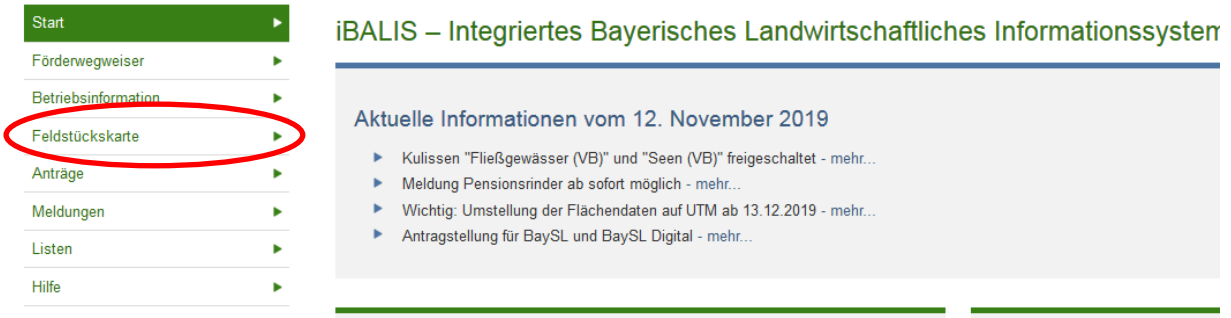 Start
Förderwegweiser
Betriebsinformation
Feldstückskarte
Anträge
Meldungen
Listen
Hilfe
iBALIS – Integriertes Bayerisches Landwirtschaftliches Informationssystem
Aktuelle Informationen vom 12. November 2019
Kulissen "Fließgewässer (VB)" und "Seen (VB)" freigeschaltet - mehr...
Meldung Pensionsrinder ab sofort möglich - mehr...
Wichtig: Umstellung der Flächendaten auf UTM ab 13.12.2019 - mehr...
Antragstellung für BaySL und BaySL Digital - mehr...